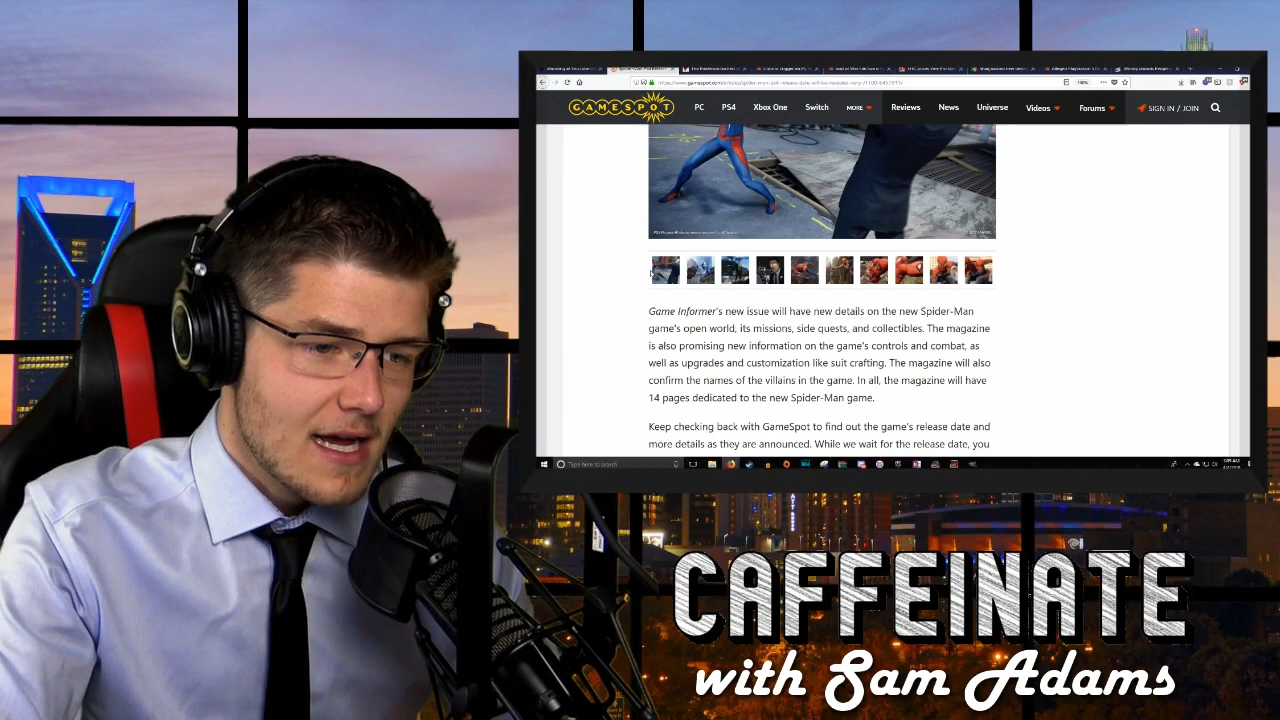 GAMESPOT
PC PS4 Xbox One Switch MORE Reviews News Universe Videos Forums SIGN IN / JOIN
Game Informer's new issue will have new details on the new Spider-Man
game's open world, its missions, side quests, and collectibles. The magazine
is also promising new information on the game's controls and combat, as
well as upgrades and customization like suit crafting. The magazine will also
confirm the names of the villains in the game. In all, the magazine will have
14 pages dedicated to the new Spider-Man game.
Keep checking back with GameSpot to find out the game's release date and
more details as they are announced. While we wait for the release date, you
Type here to search
CAFFEINATE
with Sam Adams